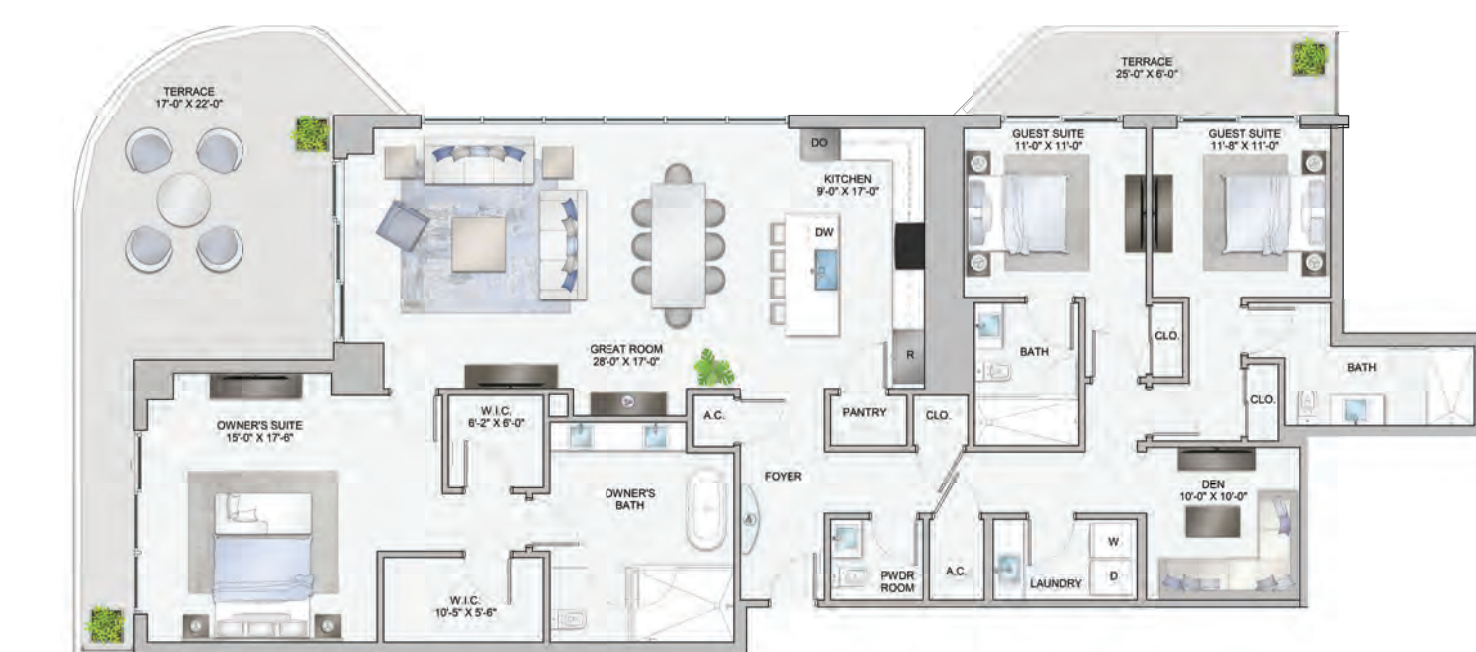 TERRACE
17'-0" X 22'-0"
TERRACE
25'-0" X 6'-0"
GUEST SUITE
11'-0" X 11'-0"
GUEST SUITE
11'-8" X 11'-0"
DO
KITCHEN
9'-0" X 17'-0"
DW
R
GREAT ROOM
28'-0" X 17'-0"
BATH
CLO.
BATH
CLO.
OWNER'S SUITE
15'-0" X 17'-6"
W.I.C.
6'-2" X 6'-0"
A.C.
PANTRY
CLO.
FOYER
OWNER'S
BATH
DEN
10'-0" X 10'-0"
W
D
PWDR
ROOM
A.C.
LAUNDRY
W.I.C.
10'-5" X 5'-6"